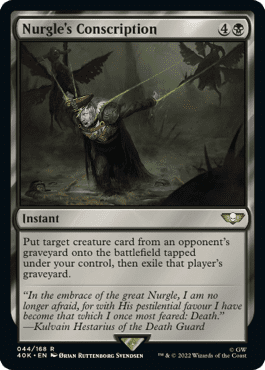 Nurgle's Conscription 4
Instant
Put target creature card from an opponent's
graveyard onto the battlefield tapped
under your control, then exile that player's
graveyard.
"In the embrace of the great Nurgle, I am no
longer afraid, for with His pestilential favour I have
become that which I once most feared: Death."
—Kulvain Hestarius of the Death Guard
044/168 R
40K • EN Ørjan Ruttenborg Svendsen
© GW
™ & © 2022 Wizards of the Coast